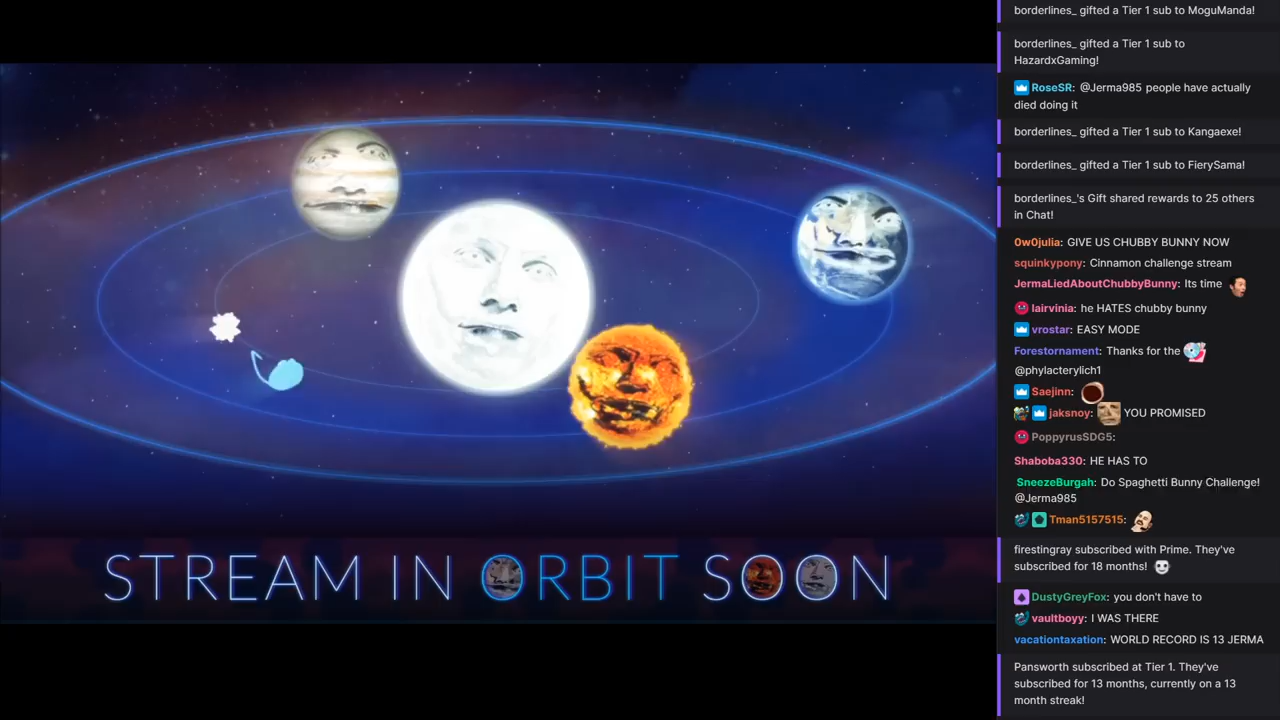 STREAM IN ORBIT SOON
borderlines_ gifted a Tier 1 sub to MoguManda!
borderlines_ gifted a Tier 1 sub to
HazardxGaming!
RoseSR: @Jerma985 people have actually
died doing it
borderlines_ gifted a Tier 1 sub to Kangaexe!
borderlines_ gifted a Tier 1 sub to FierySama!
borderlines_'s Gift shared rewards to 25 others
in Chat!
0w0julia: GIVE US CHUBBY BUNNY NOW
squinkypony: Cinnamon challenge stream
JermaLiedAboutChubbyBunny: Its time
lairvinia: he HATES chubby bunny
vrostar: EASY MODE
Forestornament: Thanks for the
@phylacterylich1
Saejinn:
jaksnoy: YOU PROMISED
PoppyrusSDG5:
Shaboba330: HE HAS TO
SneezeBurgah: Do Spaghetti Bunny Challenge!
@Jerma985
Tman5157515:
firestingray subscribed with Prime. They've
subscribed for 18 months!
DustyGreyFox: you don't have to
vaultboyy: I WAS THERE
vacationtaxation: WORLD RECORD IS 13 JERMA
Pansworth subscribed at Tier 1. They've
subscribed for 13 months, currently on a 13
month streak!